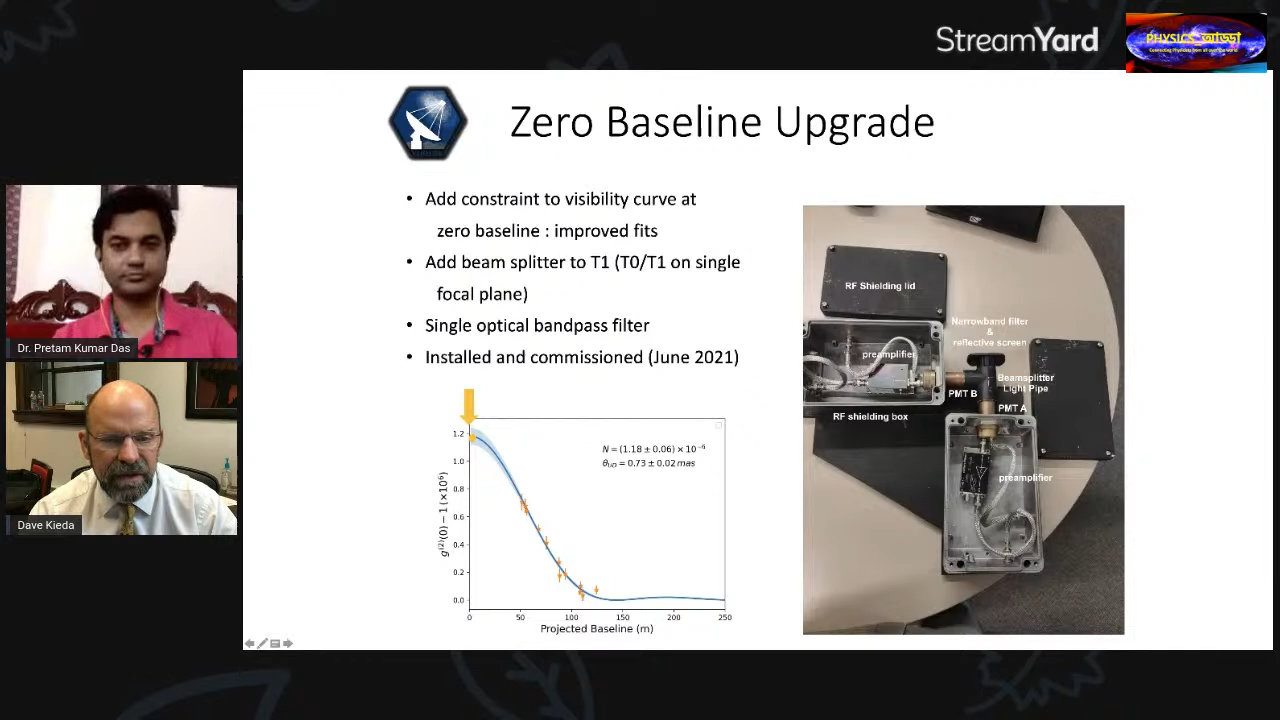 StreamYard
PHYSICS_আড্ডা
Zero Baseline Upgrade
• Add constraint to visibility curve at
zero baseline : improved fits
• Add beam splitter to T1 (T0/T1 on single
focal plane)
• Single optical bandpass filter
• Installed and commissioned (June 2021)
Dr. Pretam Kumar Das
Dave Kieda
RF Shielding lid
Narrowband filter
&
reflective screen
preamplifier
Beamsplitter
Light Pipe
PMT B
PMT A
RF shielding box
preamplifier
N = (1.18 ± 0.06) × 10⁻⁶
θ_UD = 0.73 ± 0.02 mas
g⁽²⁾(0) − 1 (×10⁶)
1.2
1.0
0.8
0.6
0.4
0.2
0.0
0 50 100 150 200 250
Projected Baseline (m)